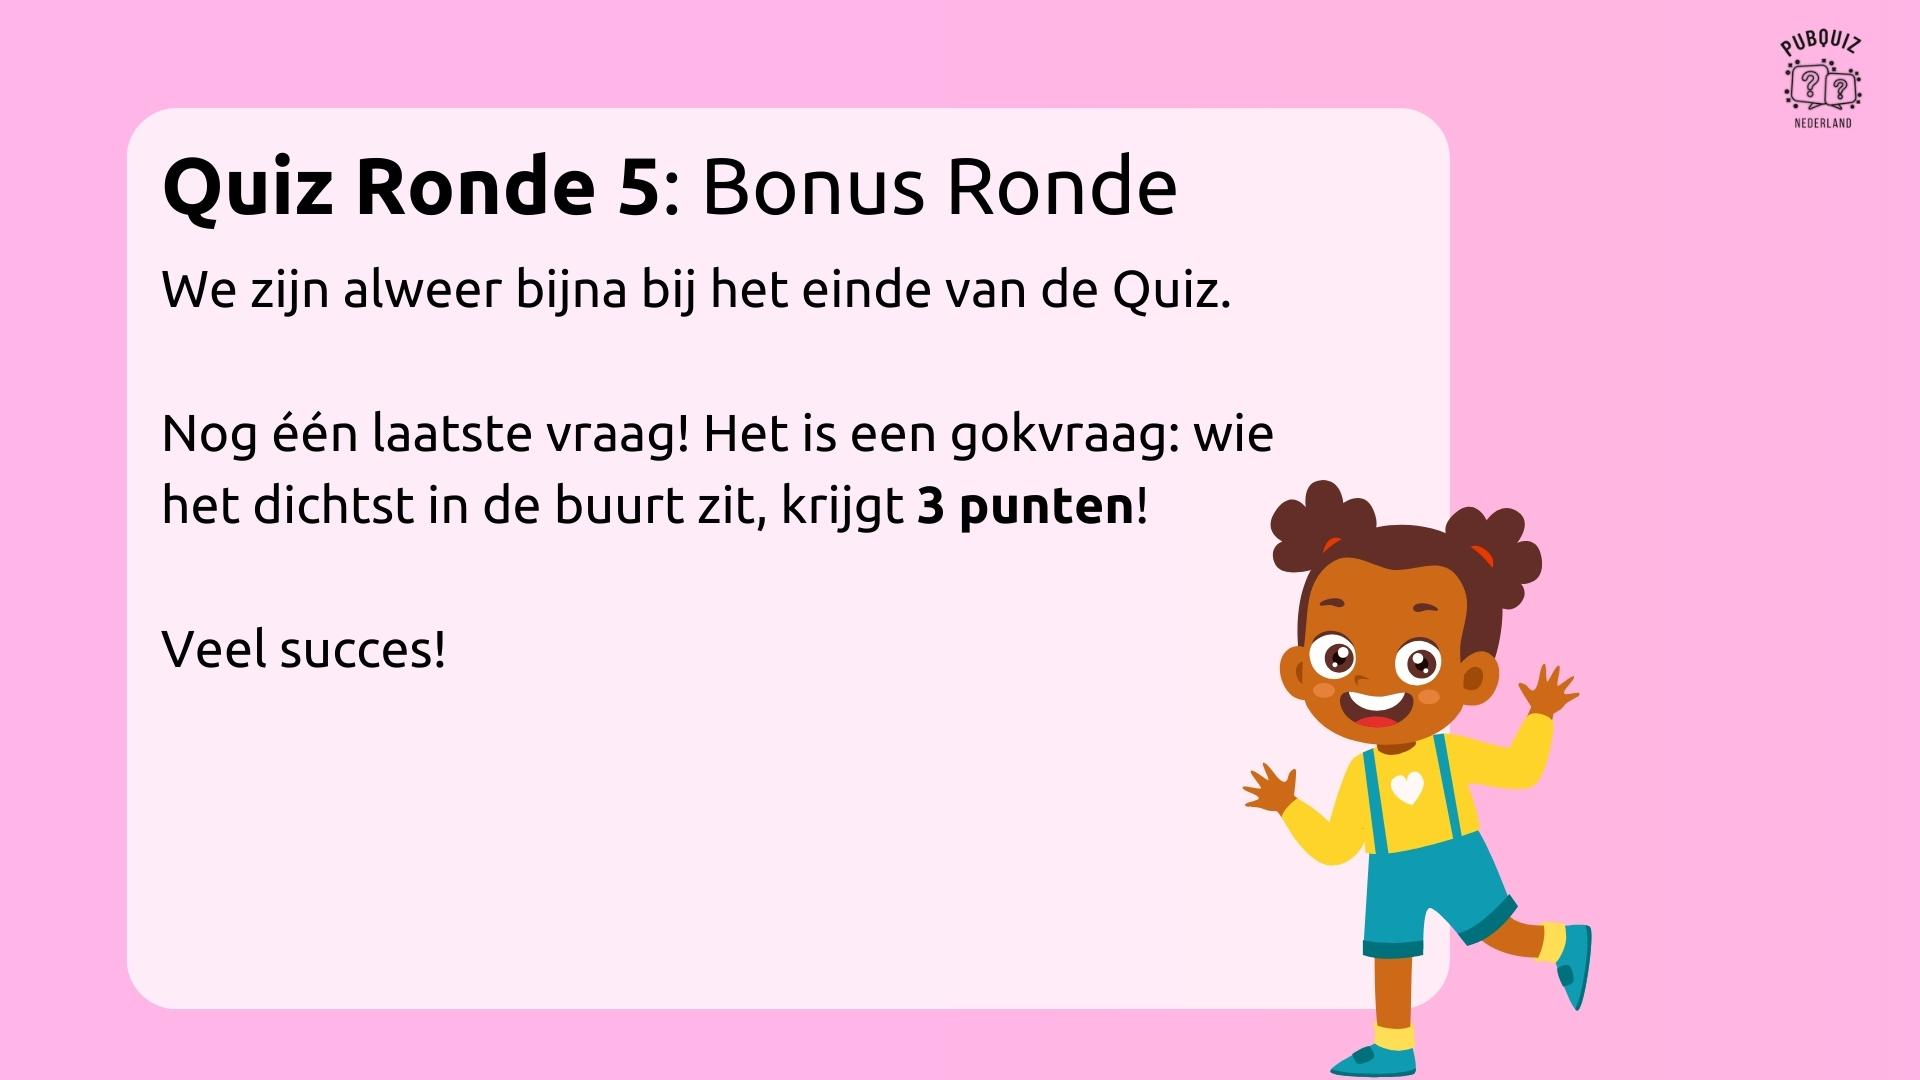 PUBQUIZ
? ?
NEDERLAND
Quiz Ronde 5: Bonus Ronde
We zijn alweer bijna bij het einde van de Quiz.
Nog één laatste vraag! Het is een gokvraag: wie
het dichtst in de buurt zit, krijgt 3 punten!
Veel succes!